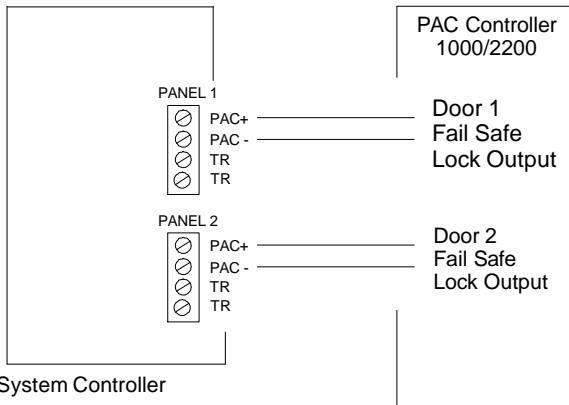 PAC Controller
1000/2200
PANEL 1
PAC+
PAC -
TR
TR
Door 1
Fail Safe
Lock Output
PANEL 2
PAC+
PAC -
TR
TR
Door 2
Fail Safe
Lock Output
System Controller